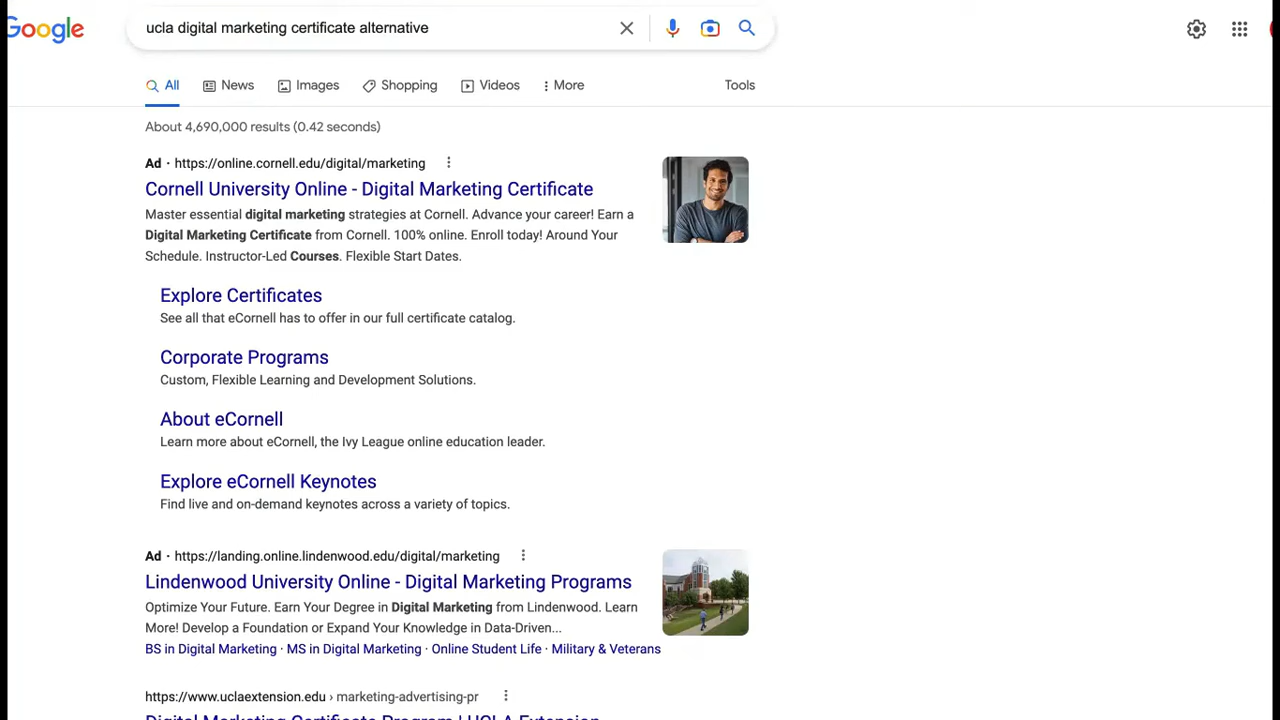 Google
ucla digital marketing certificate alternative
All
News
Images
Shopping
Videos
More
Tools
About 4,690,000 results (0.42 seconds)
Ad · https://online.cornell.edu/digital/marketing
Cornell University Online - Digital Marketing Certificate
Master essential digital marketing strategies at Cornell. Advance your career! Earn a
Digital Marketing Certificate from Cornell. 100% online. Enroll today! Around Your
Schedule. Instructor-Led Courses. Flexible Start Dates.
Explore Certificates
See all that eCornell has to offer in our full certificate catalog.
Corporate Programs
Custom, Flexible Learning and Development Solutions.
About eCornell
Learn more about eCornell, the Ivy League online education leader.
Explore eCornell Keynotes
Find live and on-demand keynotes across a variety of topics.
Ad · https://landing.online.lindenwood.edu/digital/marketing
Lindenwood University Online - Digital Marketing Programs
Optimize Your Future. Earn Your Degree in Digital Marketing from Lindenwood. Learn
More! Develop a Foundation or Expand Your Knowledge in Data-Driven...
BS in Digital Marketing · MS in Digital Marketing · Online Student Life · Military & Veterans
https://www.uclaextension.edu › marketing-advertising-pr
Digital Marketing Certificate Program | UCLA Extension